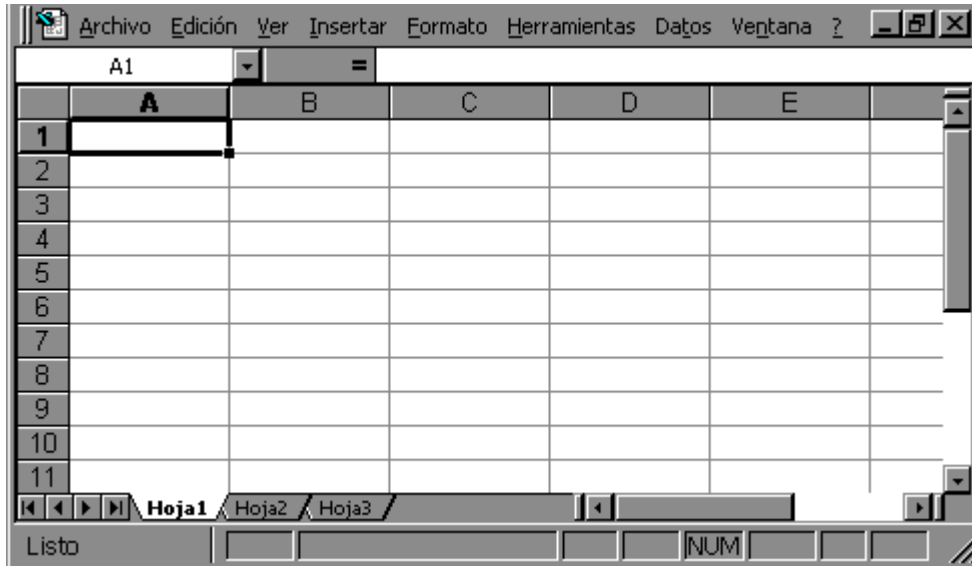 Archivo Edición Ver Insertar Formato Herramientas Datos Ventana ?
A1 =
A B C D E
1
2
3
4
5
6
7
8
9
10
11
Hoja1 Hoja2 Hoja3
Listo NUM